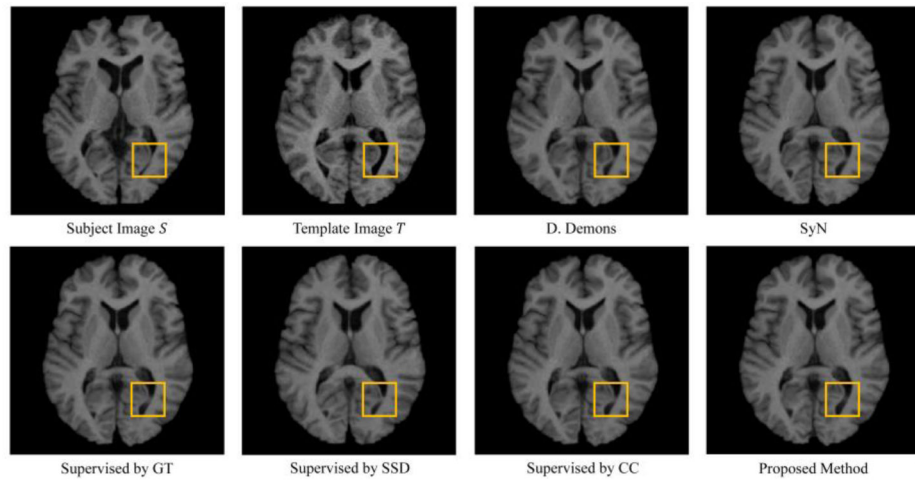 Subject Image S
Template Image T
D. Demons
SyN
Supervised by GT
Supervised by SSD
Supervised by CC
Proposed Method